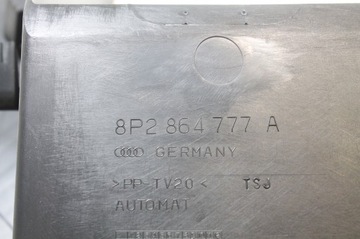 8P2 864 777 A
GERMANY
>PP-TV20< TSJ
AUTOMAT